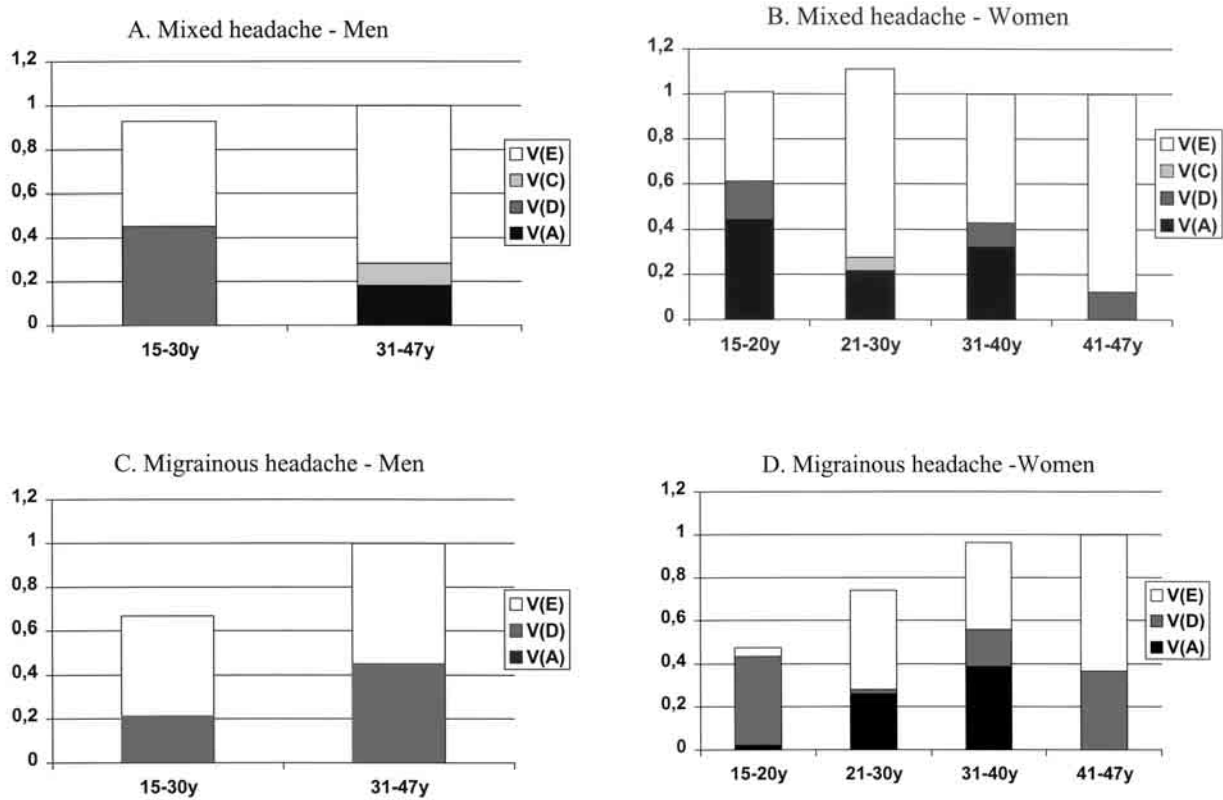 A. Mixed headache - Men
1,2
1
0,8
0,6
0,4
0,2
0
15-30y
31-47y
V(E)
V(C)
V(D)
V(A)
B. Mixed headache - Women
1,2
1
0,8
0,6
0,4
0,2
0
15-20y
21-30y
31-40y
41-47y
V(E)
V(C)
V(D)
V(A)
C. Migrainous headache - Men
1,2
1
0,8
0,6
0,4
0,2
0
15-30y
31-47y
V(E)
V(D)
V(A)
D. Migrainous headache -Women
1,2
1
0,8
0,6
0,4
0,2
0
15-20y
21-30y
31-40y
41-47y
V(E)
V(D)
V(A)